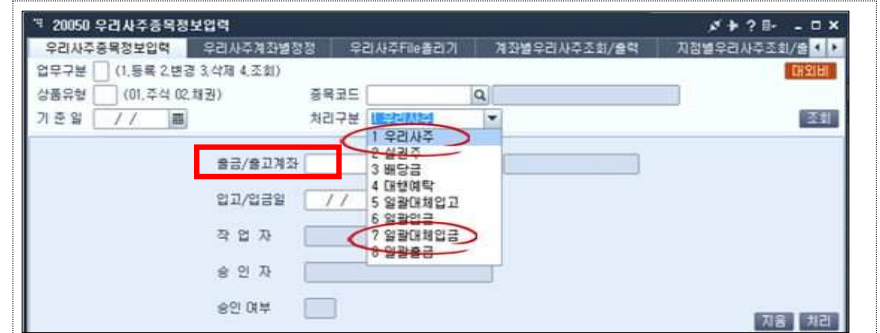 20050 우리사주종목정보입력
우리사주종목정보입력 우리사주계좌별정정 우리사주File올리기 계좌별우리사주조회/출력 지점별우리사주조회/출
업무구분 (1.등록 2.변경 3.삭제 4.조회) 대외비
상품유형 (01.주식 02.채권) 종목코드
기 준 일 / / 처리구분 1 우리사주 조회
1 우리사주
2 실권주
3 배당금
4 대행예탁
5 일괄대체입고
6 일괄입금
7 일괄대체입금
8 일괄출금
출금/출고계좌
입고/입금일 / /
작 업 자
승 인 자
승인 여부
지움 처리